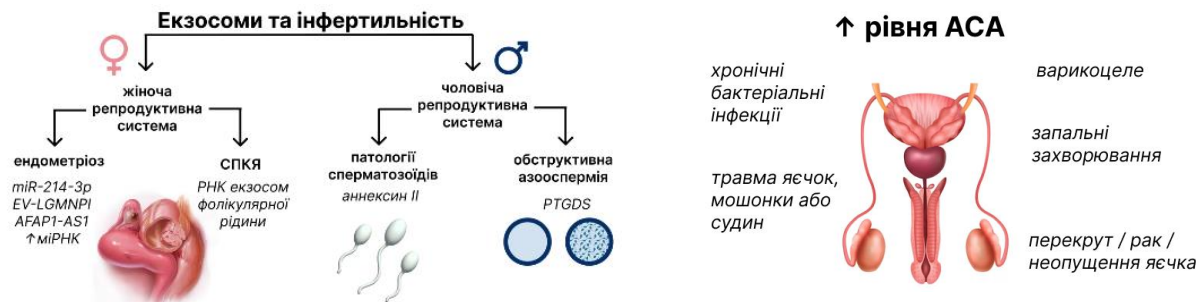 Екзосоми та інфертильність
жіноча
репродуктивна
система
чоловіча
репродуктивна
система
ендометріоз
miR-214-3p
EV-LGMNPI
AFAP1-AS1
↑міРНК
СПКЯ
РНК екзосом
фолікулярної
рідини
патології
сперматозоїдів
аннексин II
обструктивна
азооспермія
PTGDS
↑ рівня АСА
хронічні
бактеріальні
інфекції
травма яєчок,
мошонки або
судин
варикоцеле
запальні
захворювання
перекрут / рак /
неопущення яєчка